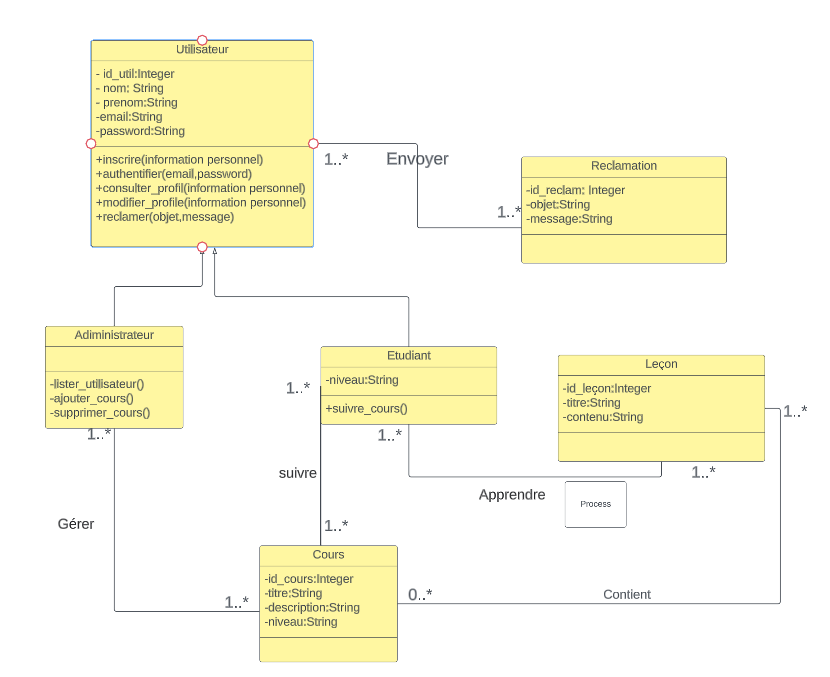 Utilisateur
- id_util:Integer
- nom: String
- prenom:String
-email:String
-password:String
+inscrire(information personnel)
+authentifier(email,password)
+consulter_profil(information personnel)
+modifier_profile(information personnel)
+reclamer(objet,message)
1..*
Envoyer
1..*
Reclamation
-id_reclam: Integer
-objet:String
-message:String
Adiministrateur
-lister_utilisateur()
-ajouter_cours()
-supprimer_cours()
1..*
Etudiant
-niveau:String
+suivre_cours()
1..*
1..*
Leçon
-id_leçon:Integer
-titre:String
-contenu:String
1..*
1..*
suivre
Apprendre
Process
Gérer
1..*
1..*
Cours
-id_cours:Integer
-titre:String
-description:String
-niveau:String
0..*
Contient